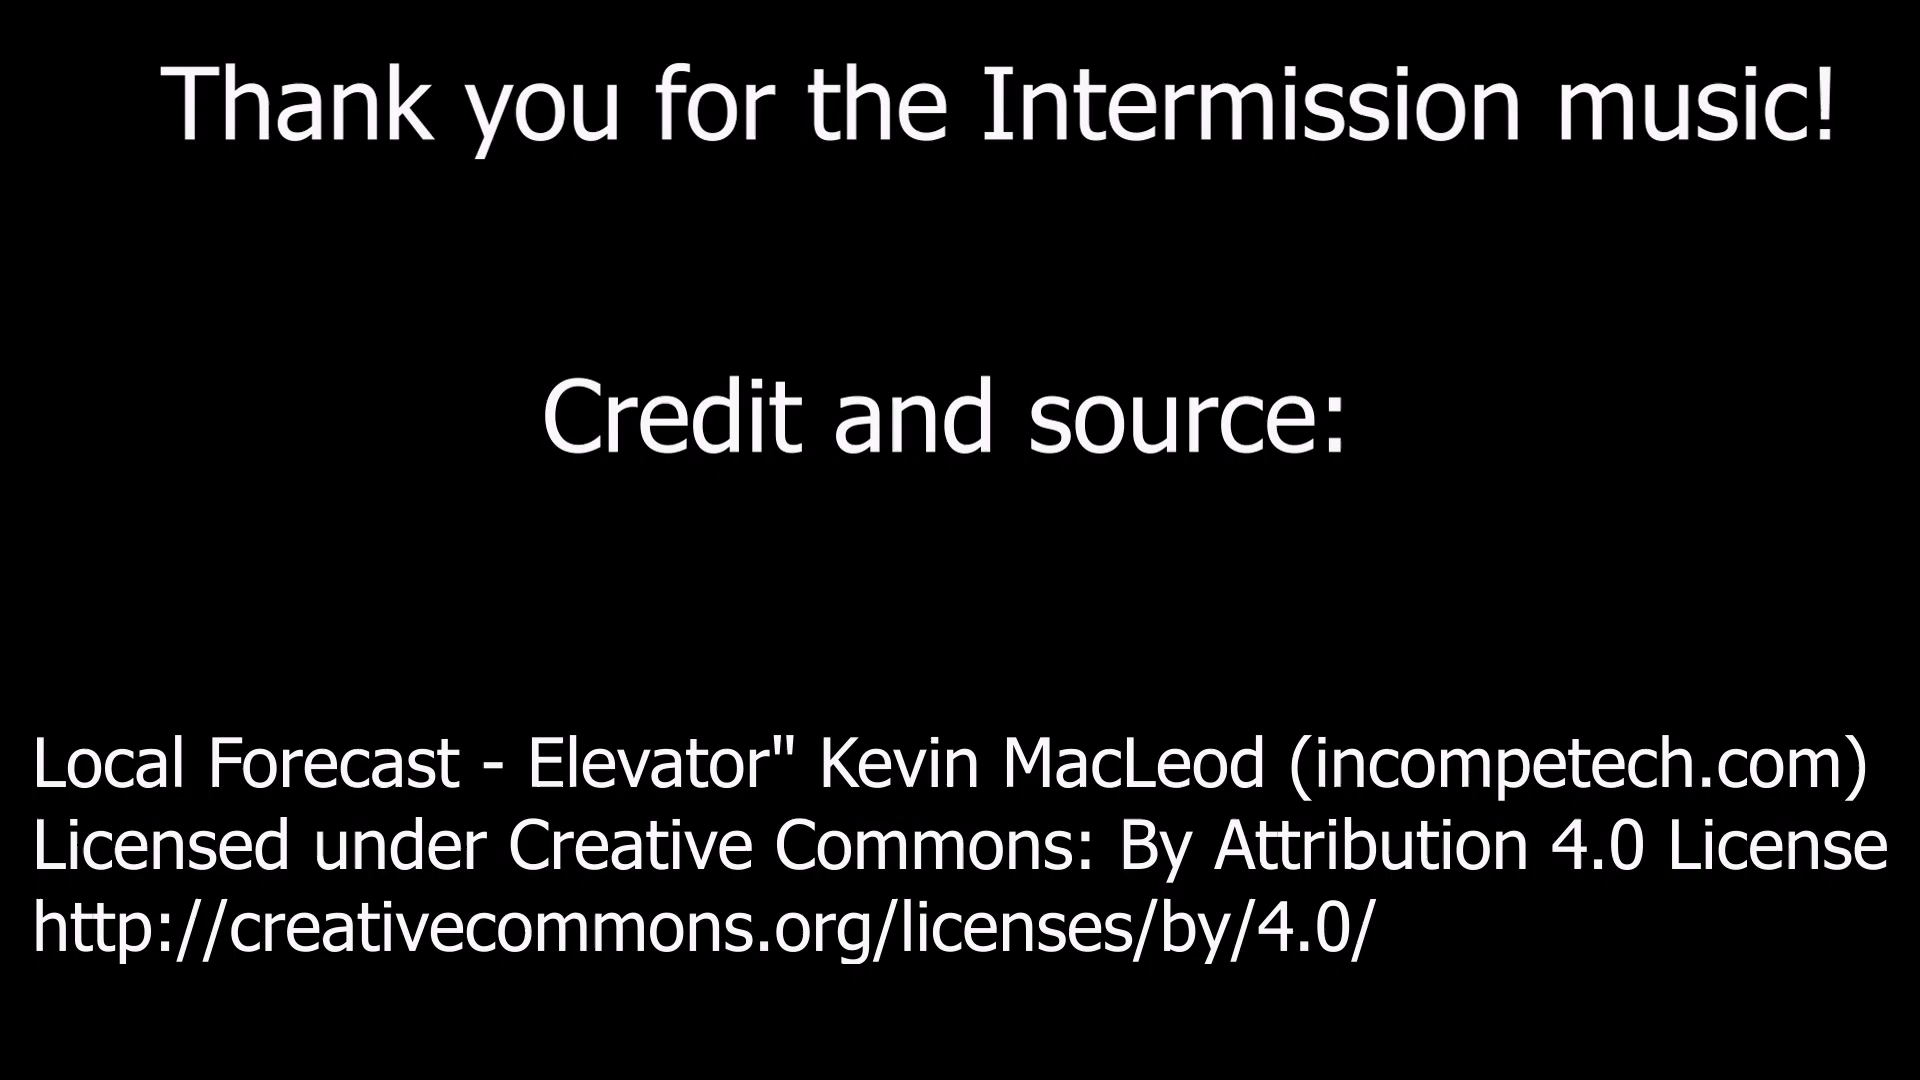 Thank you for the Intermission music!
Credit and source:
Local Forecast - Elevator" Kevin MacLeod (incompetech.com)
Licensed under Creative Commons: By Attribution 4.0 License
http://creativecommons.org/licenses/by/4.0/